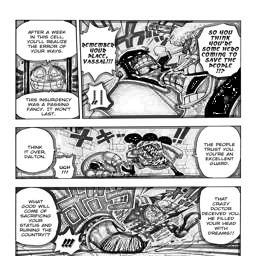 SO YOU
THINK
YOU'RE
SOME HERO
COMING
TO SAVE
THE
PEOPLE
!!?
REMEMBER
YOUR
PLACE,
VASSAL!!!
AFTER A WEEK
IN THIS CELL,
YOU'LL REALIZE
THE ERROR OF
YOUR WAYS.
THIS INSURGENCY
WAS A PASSING
FANCY. IT WON'T
LAST.
THE PEOPLE
TRUST YOU.
YOU'RE AN
EXCELLENT
GUARD.
UGH
!!!
THINK
IT OVER,
DALTON.
THAT
CRAZY
DOCTOR
DECEIVED YOU.
HE FILLED
YOUR HEAD
WITH
DREAMS!!
WHAT
GOOD WILL
COME OF
SACRIFICING
YOUR
STATUS AND
RUINING THE
COUNTRY!?
!!!